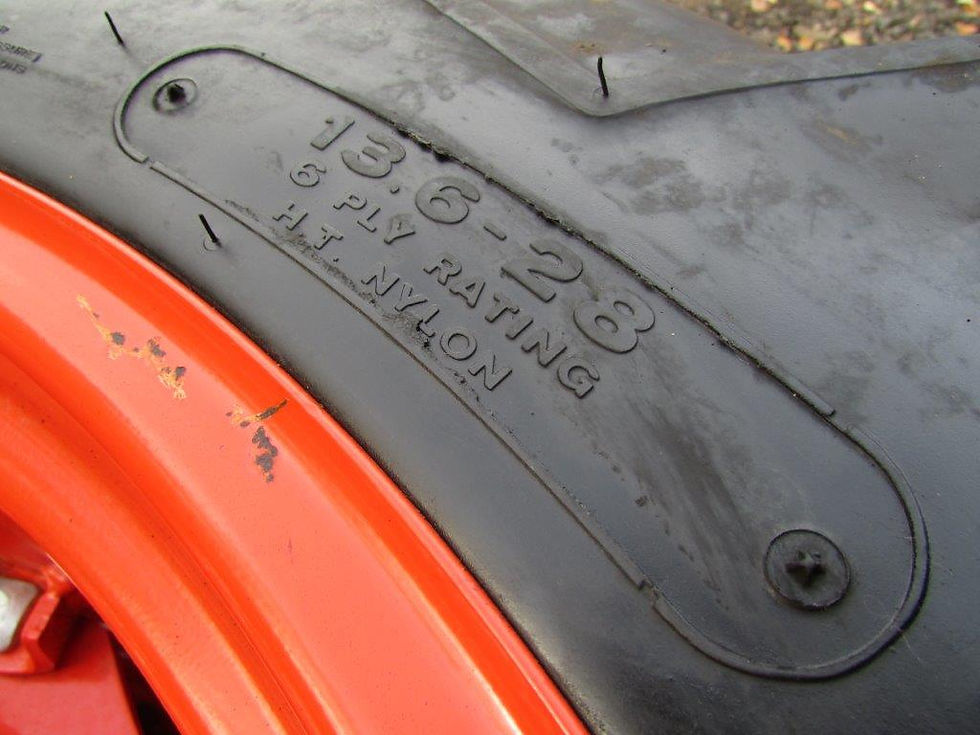 13.6-28
6 PLY RATING
H.T. NYLON